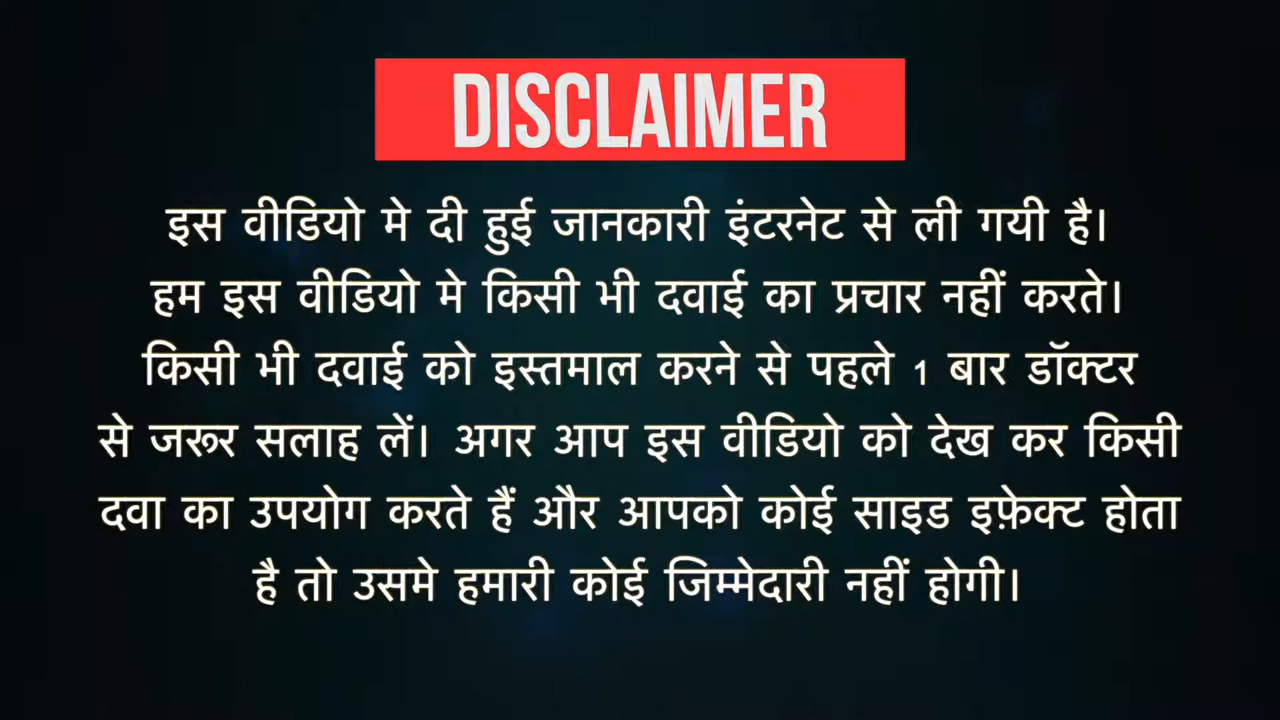 DISCLAIMER
इस वीडियो मे दी हुई जानकारी इंटरनेट से ली गयी है।
हम इस वीडियो मे किसी भी दवाई का प्रचार नहीं करते।
किसी भी दवाई को इस्तमाल करने से पहले 1 बार डॉक्टर
से जरूर सलाह लें। अगर आप इस वीडियो को देख कर किसी
दवा का उपयोग करते हैं और आपको कोई साइड इफ़ेक्ट होता
है तो उसमे हमारी कोई जिम्मेदारी नहीं होगी।